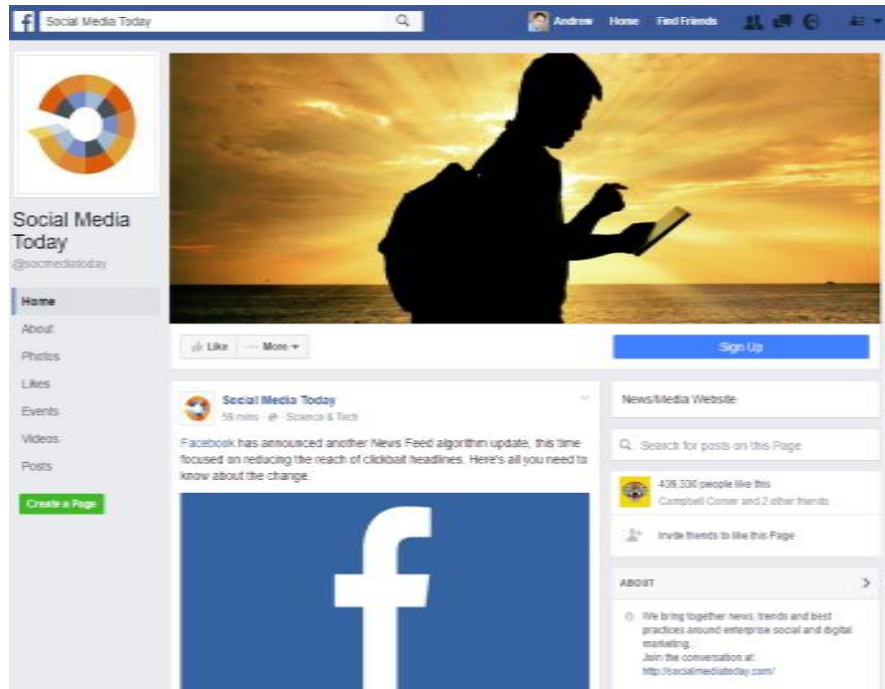 f Social Media Today Andrew Home Find Friends
Social Media
Today
@socmediatoday
Home
About
Photos
Likes
Events
Videos
Posts
Create a Page
Like More
Sign Up
Social Media Today
59 mins · Science & Tech
Facebook has announced another News Feed algorithm update, this time
focused on reducing the reach of clickbait headlines. Here's all you need to
know about the change.
f
News/Media Website
Search for posts on this Page
439,330 people like this
Campbell Corser and 2 other friends
Invite friends to like this Page
ABOUT
We bring together news, trends and best
practices around enterprise social and digital
marketing.
Join the conversation at:
http://socialmediatoday.com/